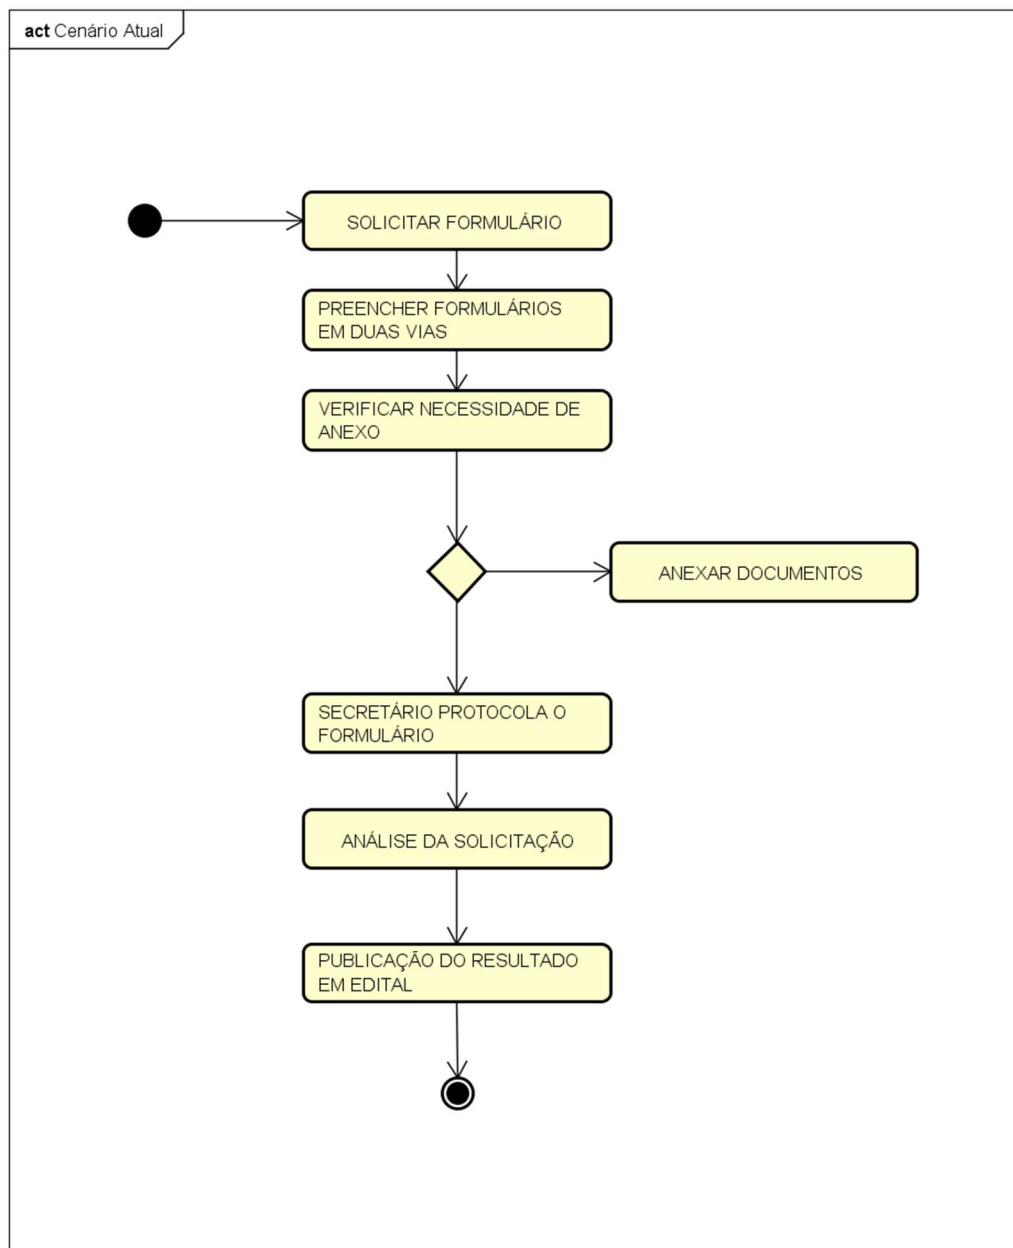 act Cenário Atual
SOLICITAR FORMULÁRIO
PREENCHER FORMULÁRIOS
EM DUAS VIAS
VERIFICAR NECESSIDADE DE
ANEXO
ANEXAR DOCUMENTOS
SECRETÁRIO PROTOCOLA O
FORMULÁRIO
ANÁLISE DA SOLICITAÇÃO
PUBLICAÇÃO DO RESULTADO
EM EDITAL